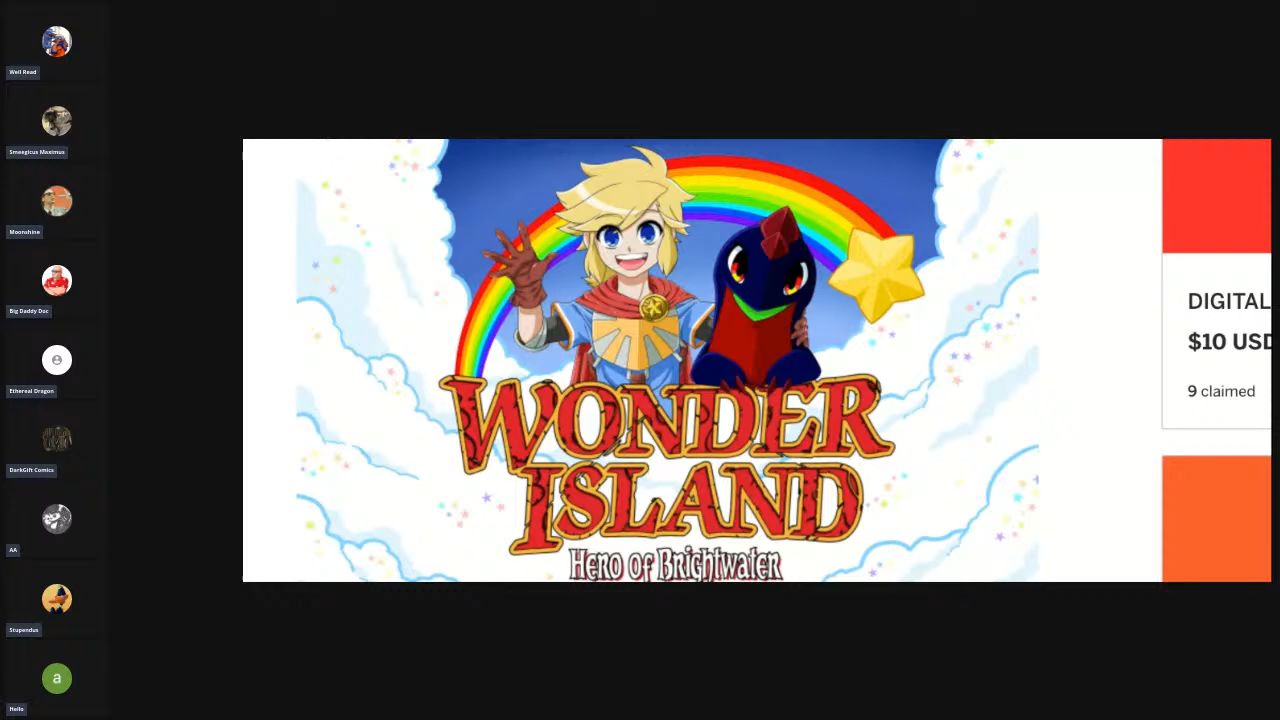 Well Read
Smeegicus Maximus
Moonshine
Big Daddy Doc
Ethereal Dragon
DarkGift Comics
AA
Stupendus
a
Hello
WONDER
ISLAND
Hero of Brightwater
DIGITAL
$10 USD
9 claimed